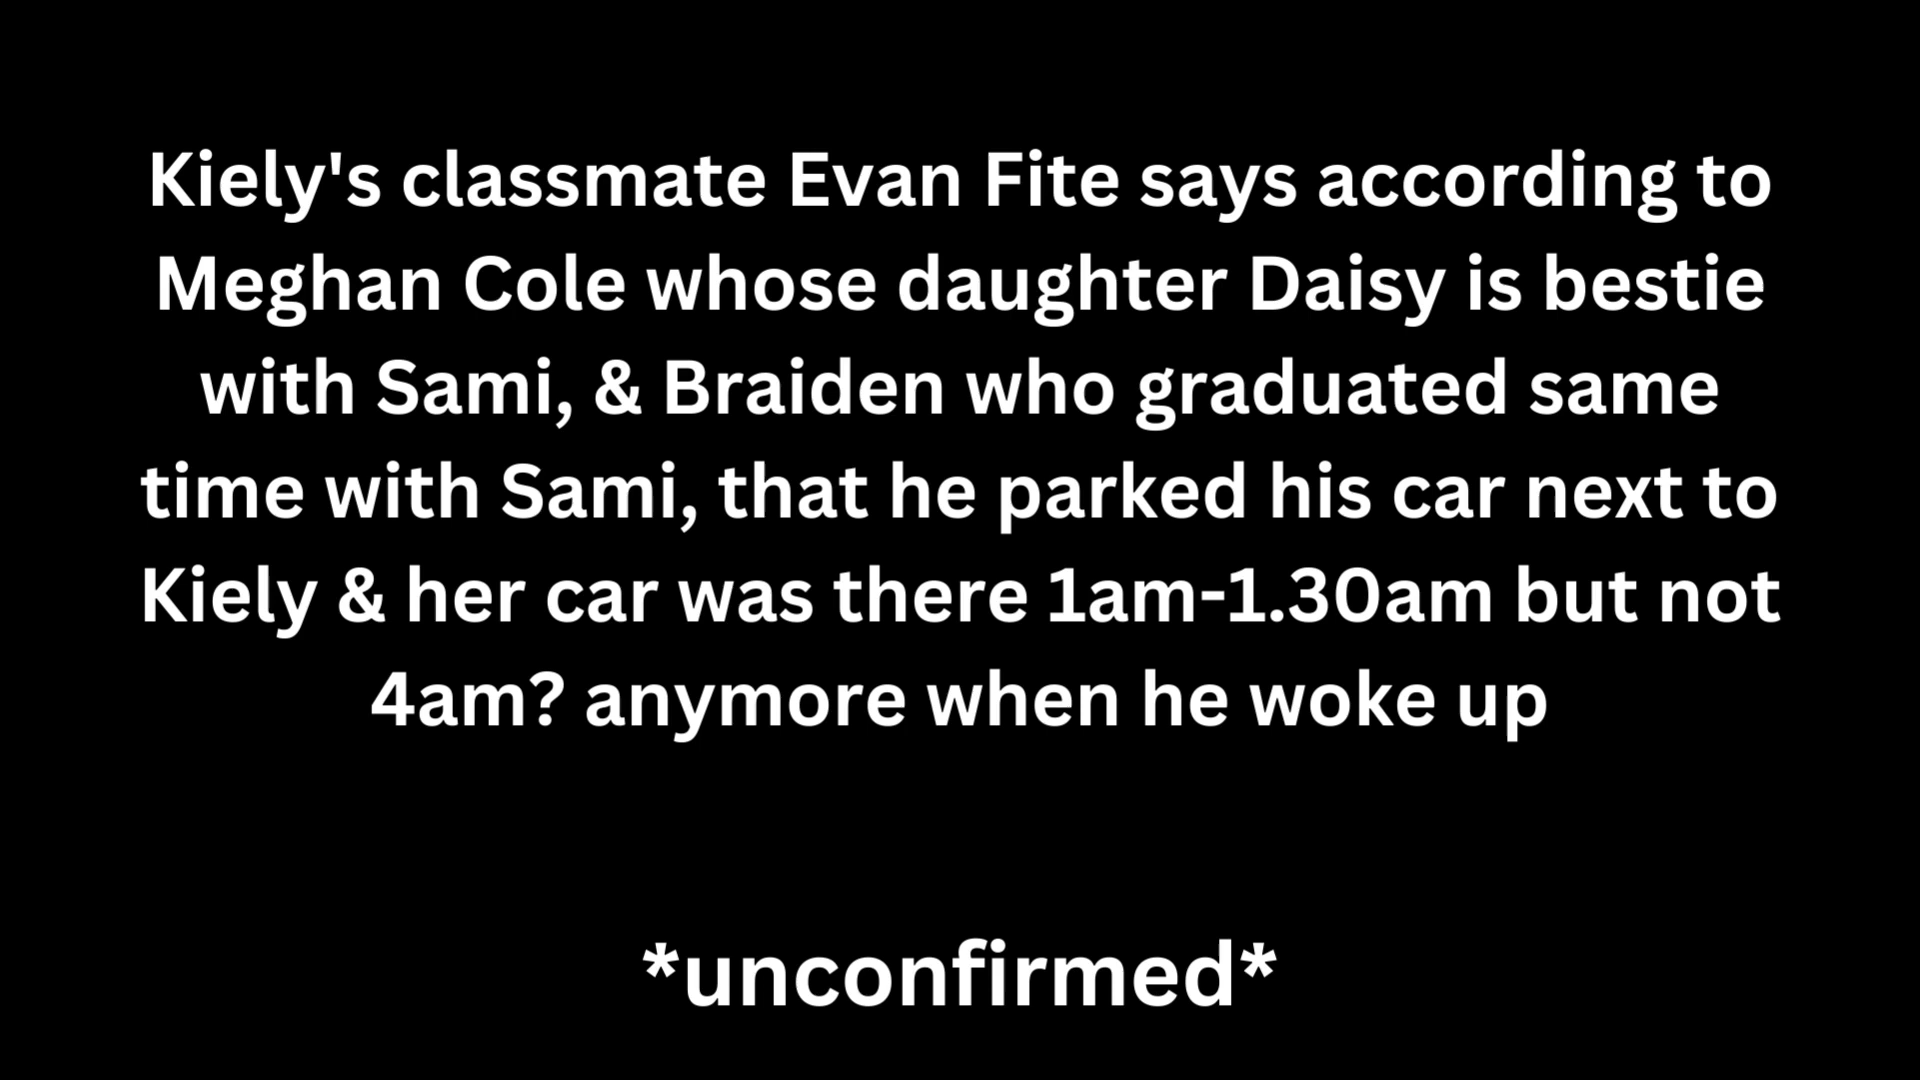 Kiely's classmate Evan Fite says according to
Meghan Cole whose daughter Daisy is bestie
with Sami, & Braiden who graduated same
time with Sami, that he parked his car next to
Kiely & her car was there 1am-1.30am but not
4am? anymore when he woke up
*unconfirmed*